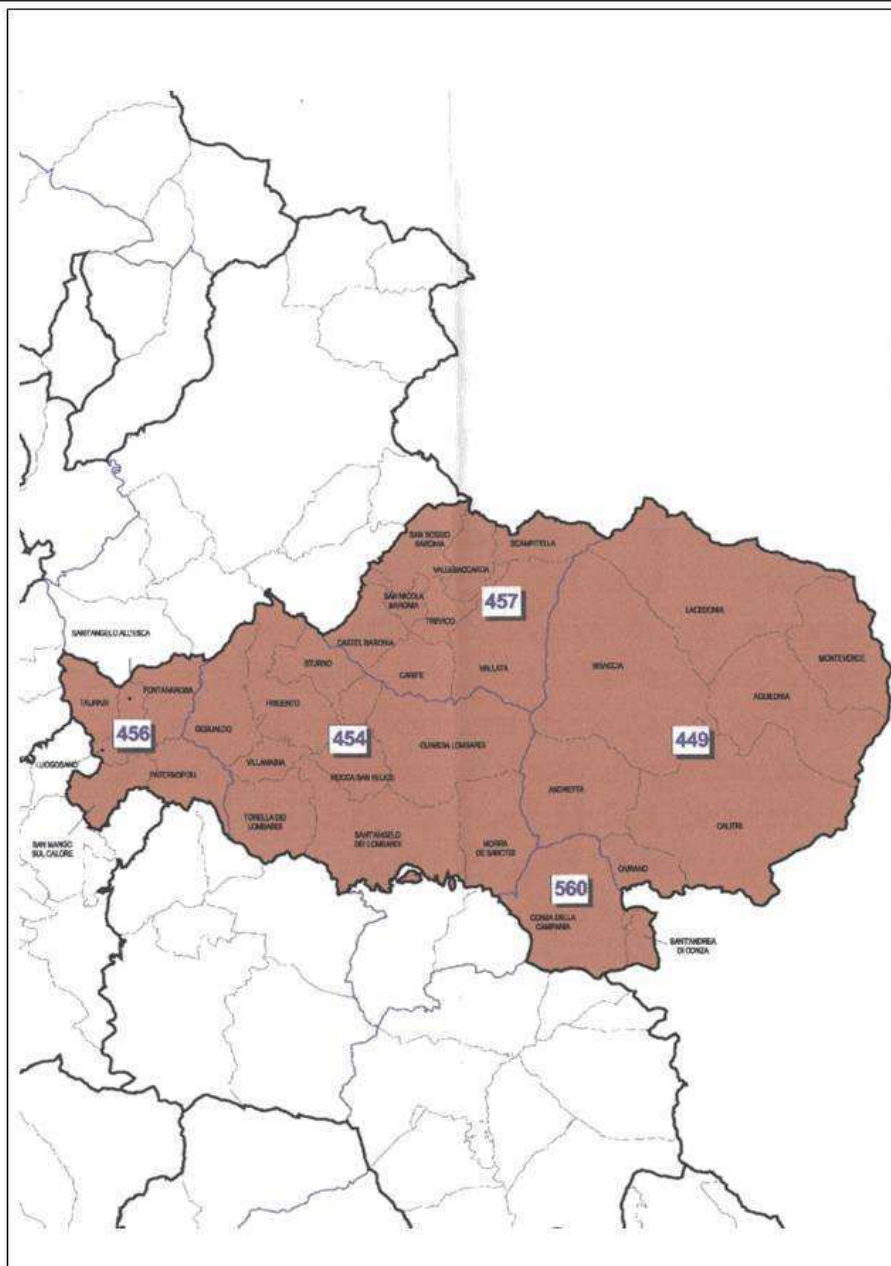 SAN SOSSIO
BARONIA
SCAMPITELLA
VALLESACCARDA
SAN NICOLA
BARONIA
457
TREVICO
LACEDONIA
SANT'ANGELO ALL'ESCA
CASTEL BARONIA
STURNO
CARIFE
VALLATA
BISACCIA
MONTEVERDE
FONTANAROSA
TAURASI
FRIGENTO
AQUILONIA
GESUALDO
456
454
449
GUARDIA LOMBARDI
LUOGOSANO
VILLAMAINA
PATERNOPOLI
ROCCA SAN FELICE
ANDRETTA
TORELLA DEI
LOMBARDI
CALITRI
SANT'ANGELO
DEI LOMBARDI
MORRA
DE SANCTIS
SAN MANGO
SUL CALORE
CAIRANO
560
CONZA DELLA
CAMPANIA
SANT'ANDREA
DI CONZA